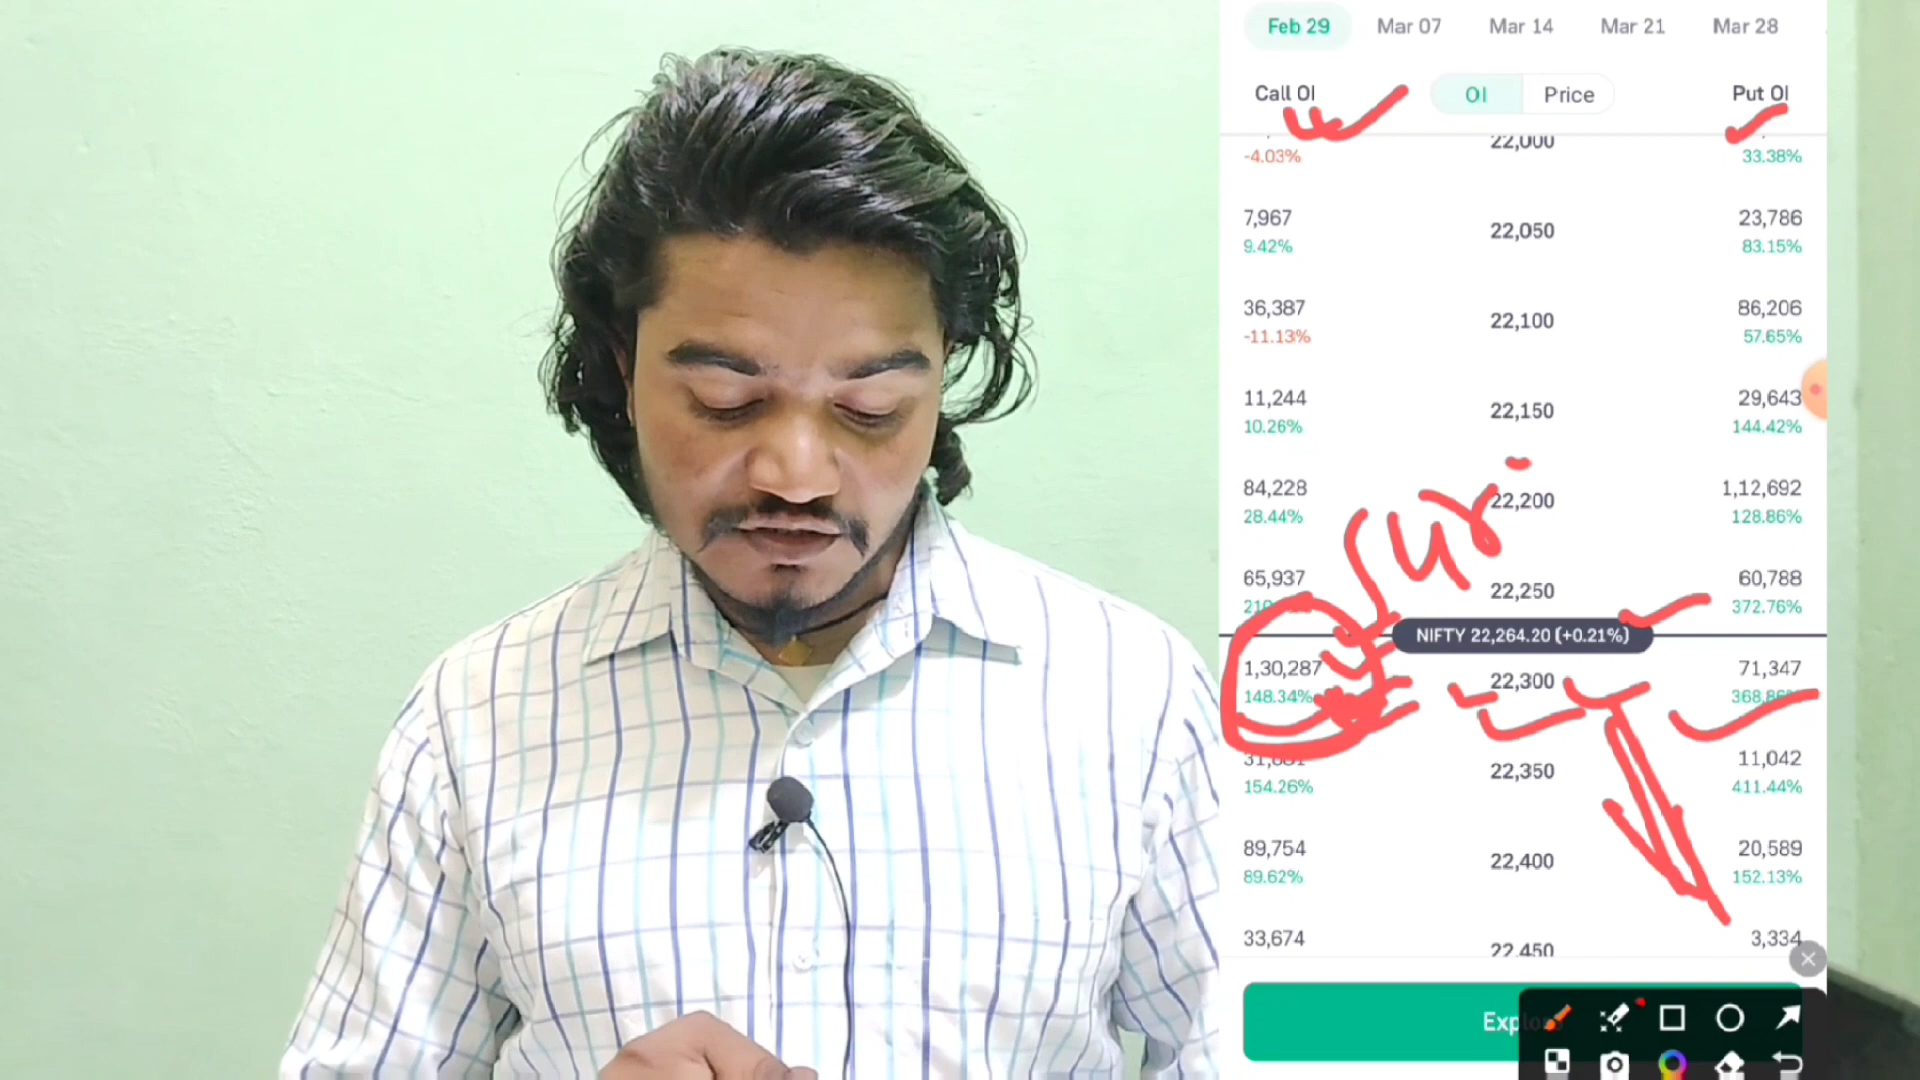 Feb 29 Mar 07 Mar 14 Mar 21 Mar 28
Call OI OI Price Put OI
22,000
-4.03% 33.38%
7,967 22,050 23,786
9.42% 83.15%
36,387 22,100 86,206
-11.13% 57.65%
11,244 22,150 29,643
10.26% 144.42%
84,228 22,200 1,12,692
28.44% 128.86%
65,937 22,250 60,788
372.76%
NIFTY 22,264.20 (+0.21%)
1,30,287 22,300 71,347
148.34%
22,350 11,042
154.26% 411.44%
89,754 22,400 20,589
89.62% 152.13%
33,674 22,450 3,334